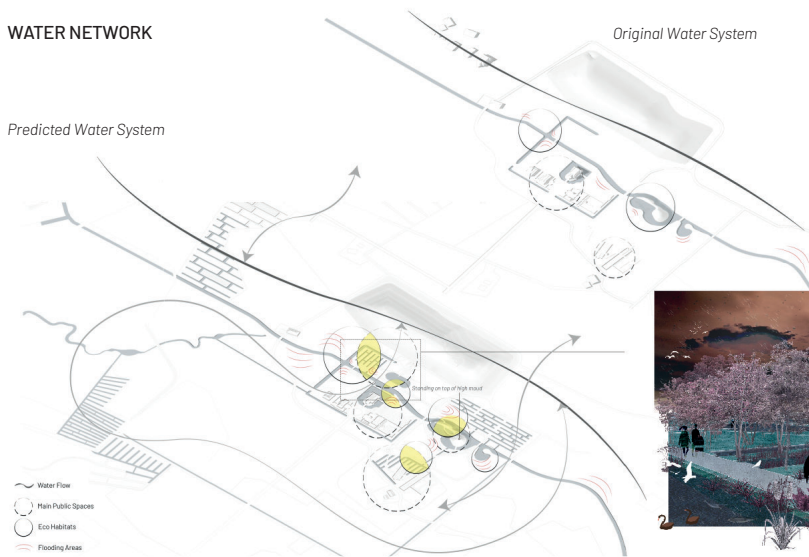 WATER NETWORK
Original Water System
Predicted Water System
Standing on top of high moud
Water Flow
Main Public Spaces
Eco Habitats
Flooding Areas